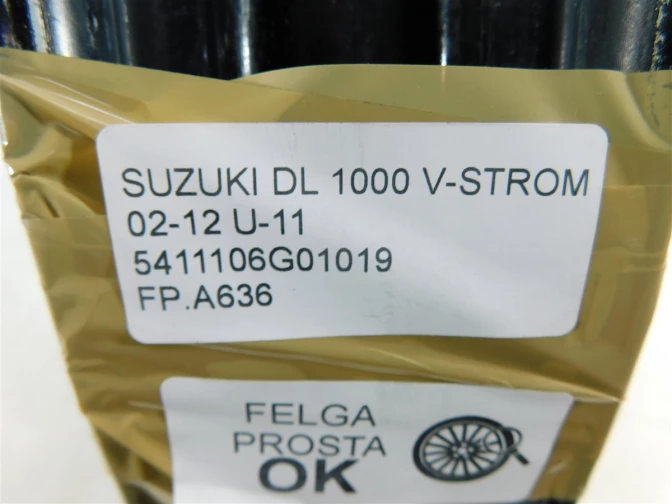 SUZUKI DL 1000 V-STROM
02-12 U-11
5411106G01019
FP.A636
FELGA
PROSTA
OK